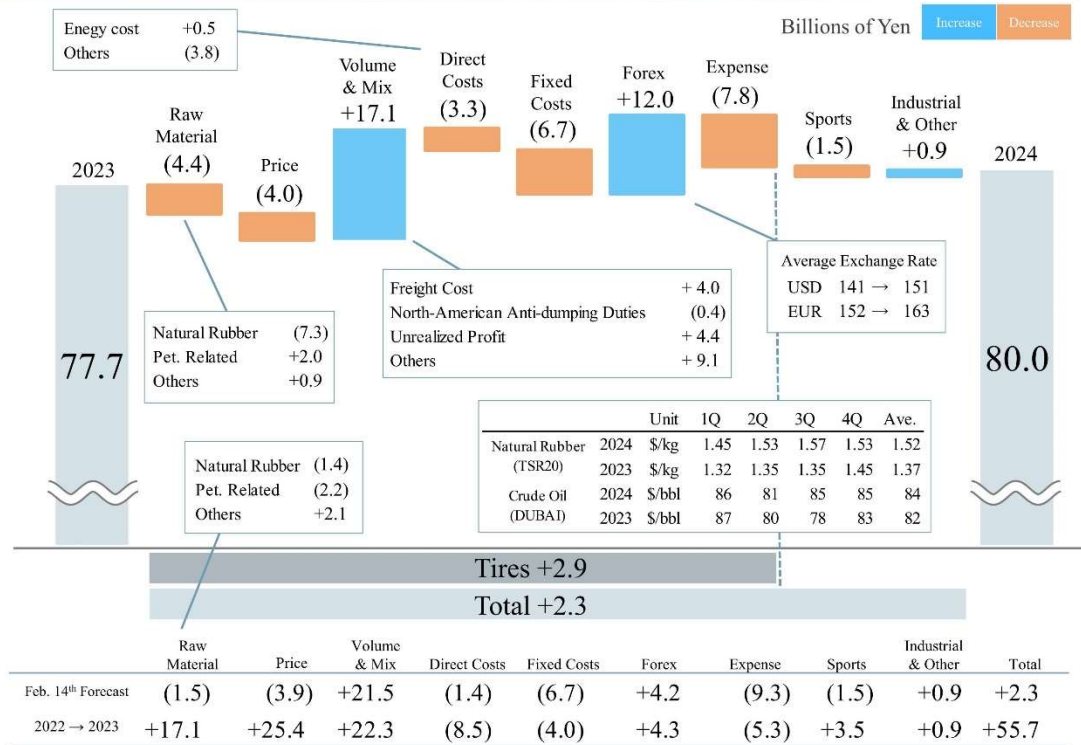 Billions of Yen
Increase
Decrease
Enegy cost +0.5
Others (3.8)
2023
77.7
Raw
Material
(4.4)
Price
(4.0)
Volume
& Mix
+17.1
Direct
Costs
(3.3)
Fixed
Costs
(6.7)
Forex
+12.0
Expense
(7.8)
Sports
(1.5)
Industrial
& Other
+0.9
2024
80.0
Natural Rubber (7.3)
Pet. Related +2.0
Others +0.9
Freight Cost + 4.0
North-American Anti-dumping Duties (0.4)
Unrealized Profit + 4.4
Others + 9.1
Average Exchange Rate
USD 141 → 151
EUR 152 → 163
Natural Rubber (1.4)
Pet. Related (2.2)
Others +2.1
Unit 1Q 2Q 3Q 4Q Ave.
Natural Rubber 2024 $/kg 1.45 1.53 1.57 1.53 1.52
(TSR20) 2023 $/kg 1.32 1.35 1.35 1.45 1.37
Crude Oil 2024 $/bbl 86 81 85 85 84
(DUBAI) 2023 $/bbl 87 80 78 83 82
Tires +2.9
Total +2.3
Raw Material Price Volume & Mix Direct Costs Fixed Costs Forex Expense Sports Industrial & Other Total
Feb. 14th Forecast (1.5) (3.9) +21.5 (1.4) (6.7) +4.2 (9.3) (1.5) +0.9 +2.3
2022 → 2023 +17.1 +25.4 +22.3 (8.5) (4.0) +4.3 (5.3) +3.5 +0.9 +55.7